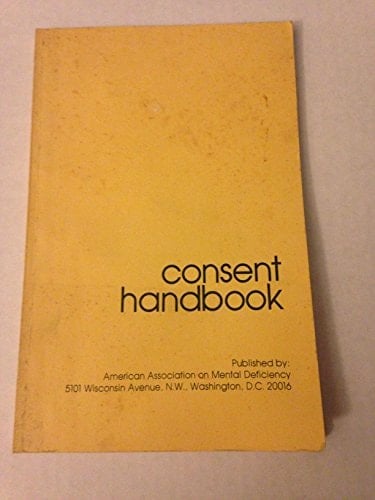 consent
handbook
Published by:
American Association on Mental Deficiency
5101 Wisconsin Avenue, N.W., Washington, D.C. 20016